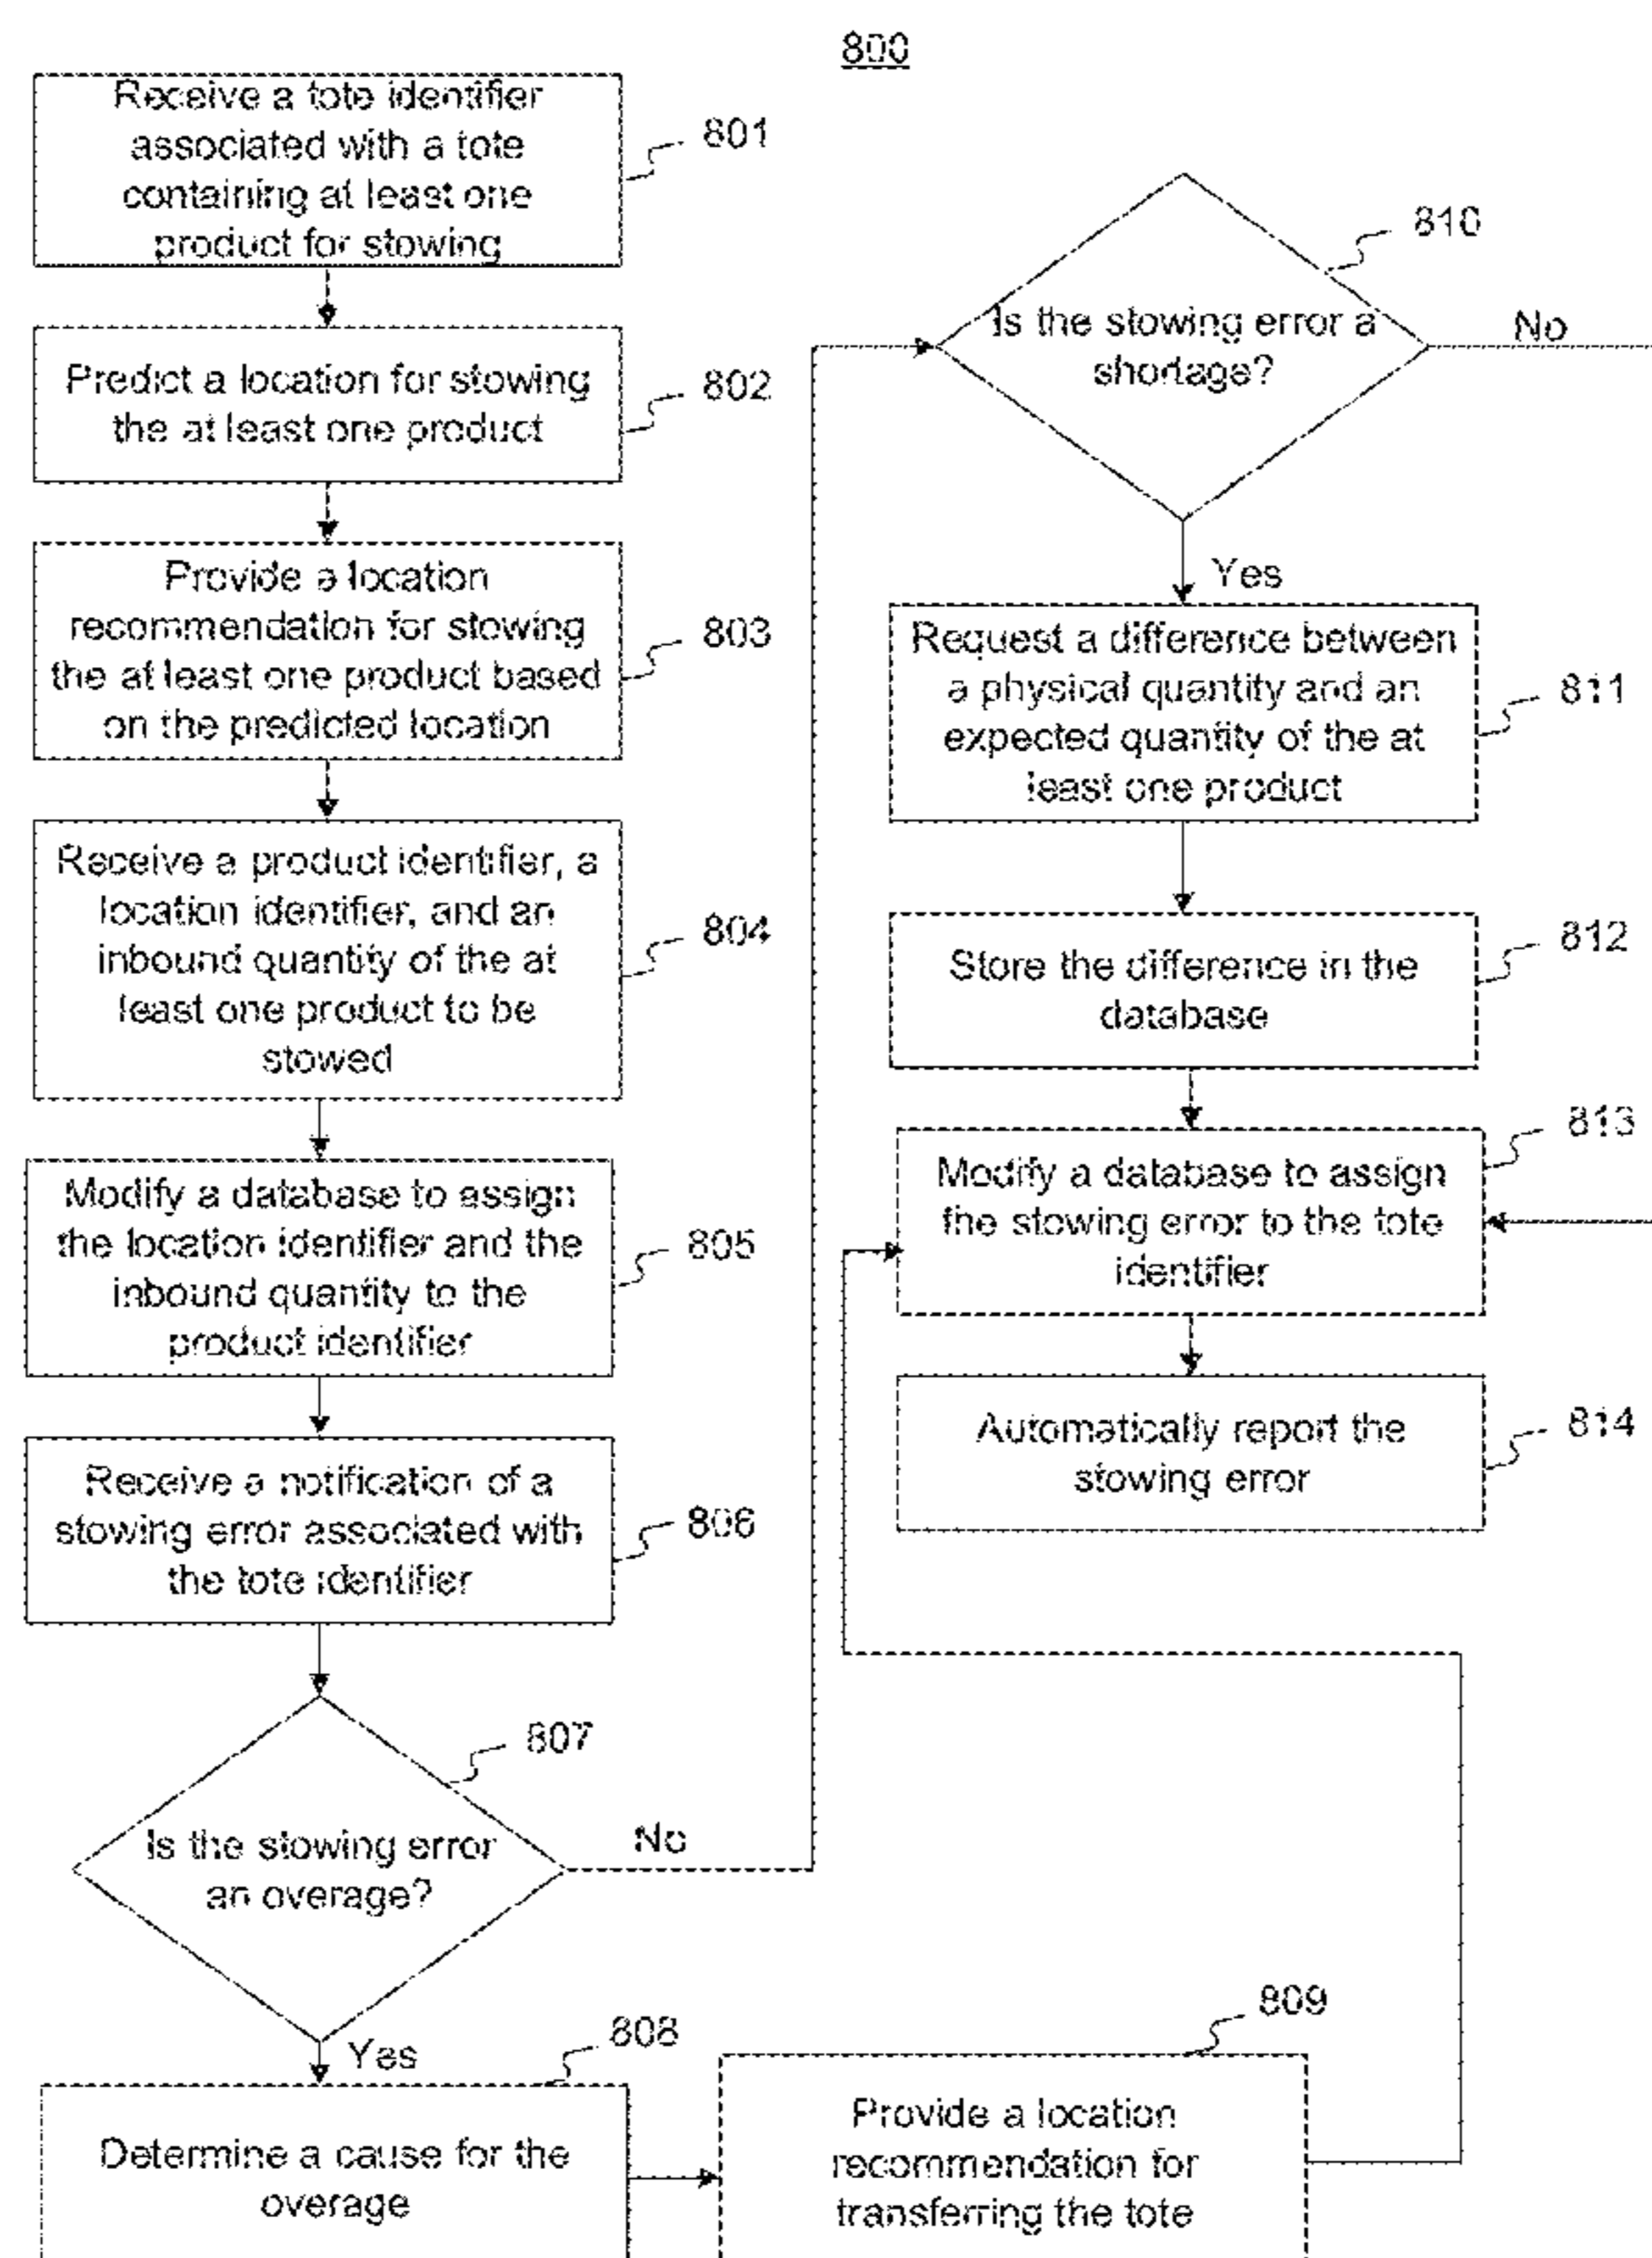 800
Receive a tote identifier
associated with a tote
containing at least one
product for stowing
801
Predict a location for stowing
the at least one product
802
Provide a location
recommendation for stowing
the at least one product based
on the predicted location
803
Receive a product identifier, a
location identifier, and an
inbound quantity of the at
least one product to be
stowed
804
Modify a database to assign
the location identifier and the
inbound quantity to the
product identifier
805
Receive a notification of a
stowing error associated with
the tote identifier
806
807
Is the stowing error
an overage?
No
Yes
808
Determine a cause for the
overage
809
Provide a location
recommendation for
transferring the tote
810
Is the stowing error a
shortage?
No
Yes
Request a difference between
a physical quantity and an
expected quantity of the at
least one product
811
Store the difference in the
database
812
Modify a database to assign
the stowing error to the tote
identifier
813
Automatically report the
stowing error
814